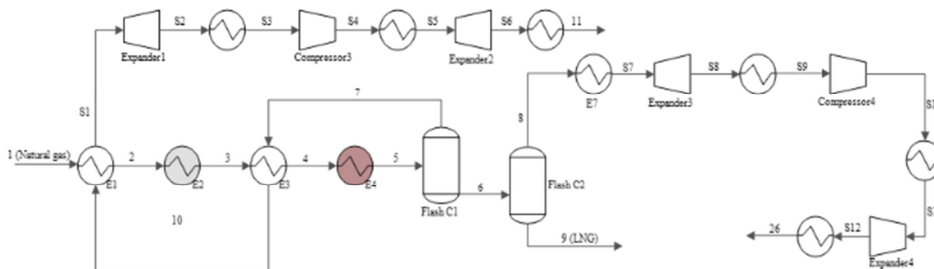 S2
S3
S4
S5
S6
11
Expander1
Compressor3
Expander2
S7
S8
S9
E7
Expander3
Compressor4
S1
7
8
1 (Natural gas)
2
3
4
5
E1
E2
E3
E4
Flash C1
6
Flash C2
10
9 (LNG)
26
S12
Expander4